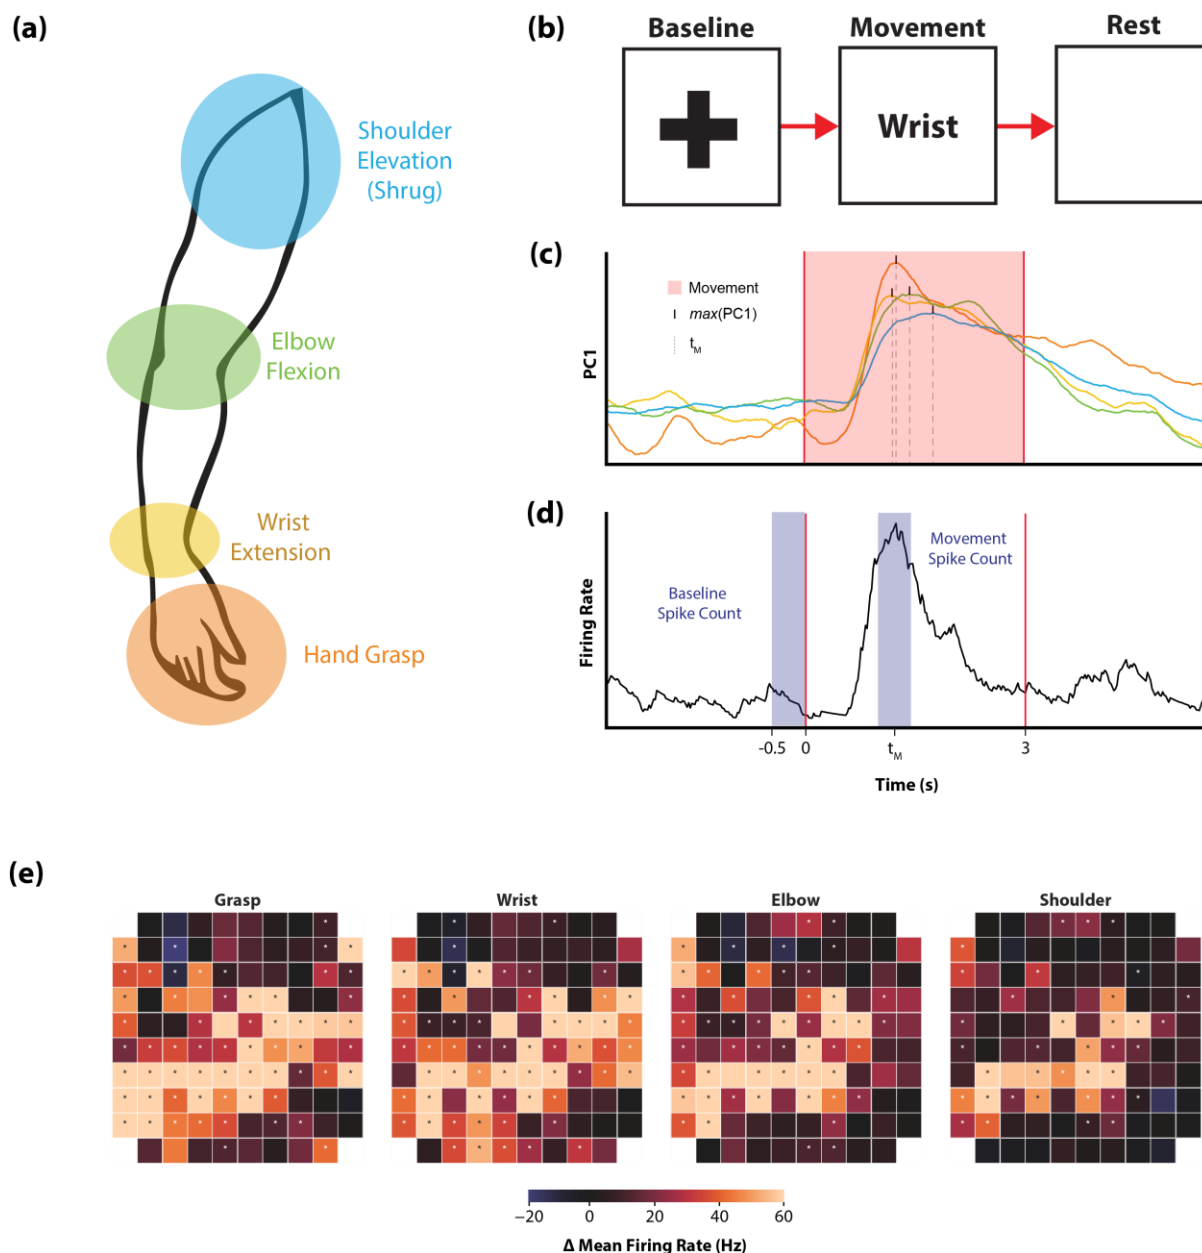 (a)
Shoulder
Elevation
(Shrug)
Elbow
Flexion
Wrist
Extension
Hand Grasp
(b)
Baseline
Movement
Rest
Wrist
(c)
PC1
Movement
max(PC1)
tM
(d)
Firing Rate
Baseline
Spike Count
Movement
Spike Count
-0.5 0 tM 3
Time (s)
(e)
Grasp
Wrist
Elbow
Shoulder
−20 0 20 40 60
Δ Mean Firing Rate (Hz)